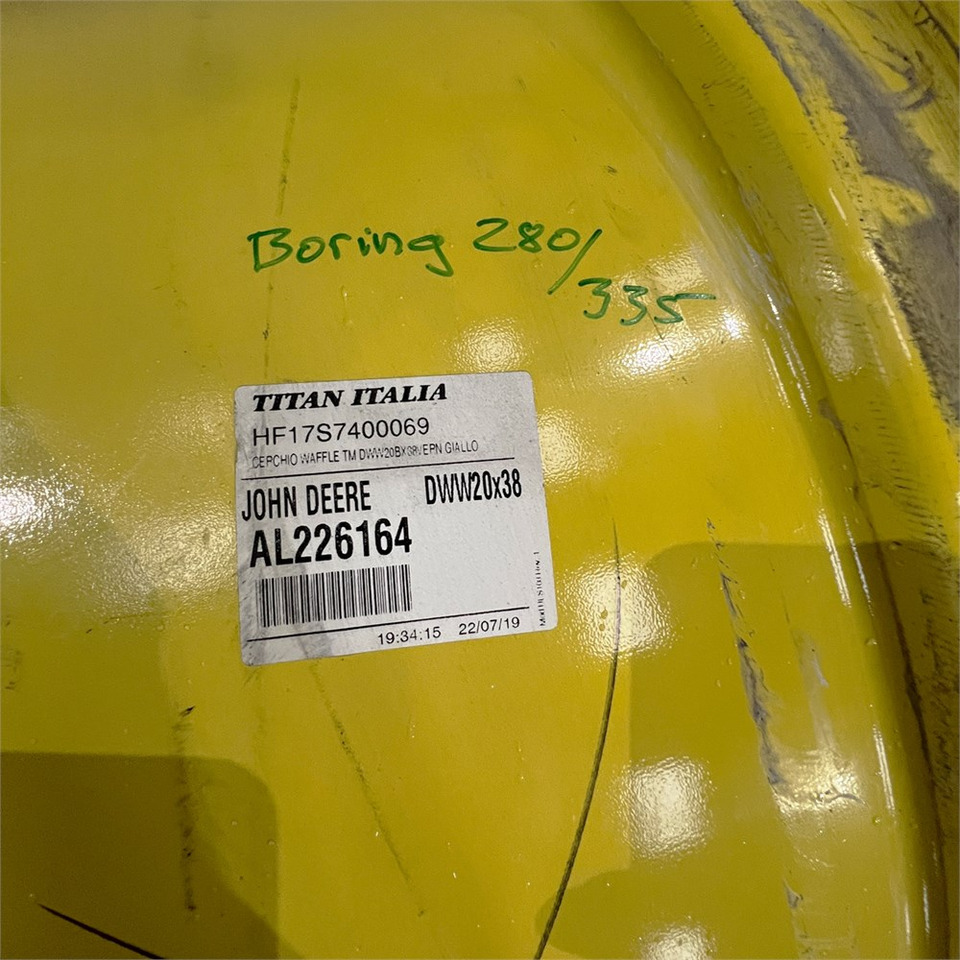 Boring 280/
335
TITAN ITALIA
HF17S7400069
CERCHIO WAFFLE TM DWW20BX38VERN GIALLO
JOHN DEERE DWW20x38
AL226164
19:34:15 22/07/19